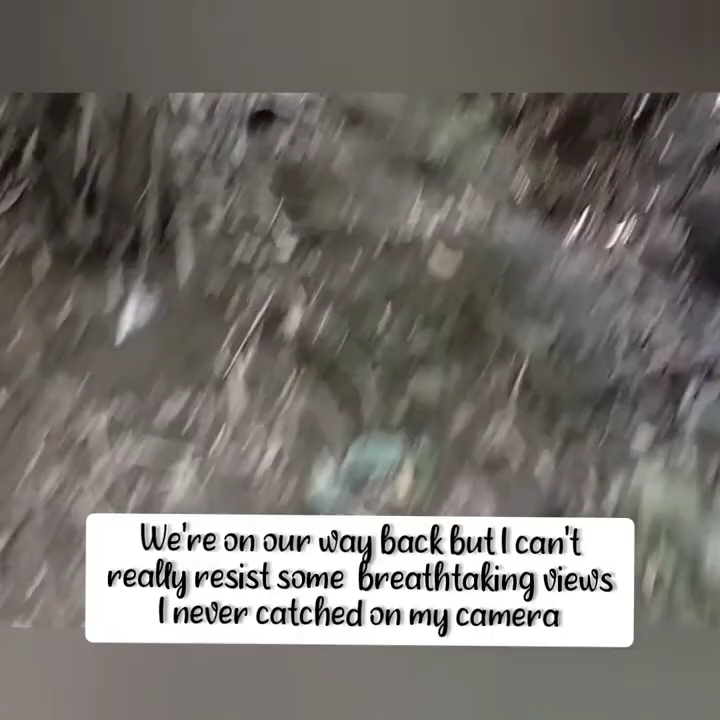 We're on our way back but I can't
really resist some breathtaking views
I never catched on my camera